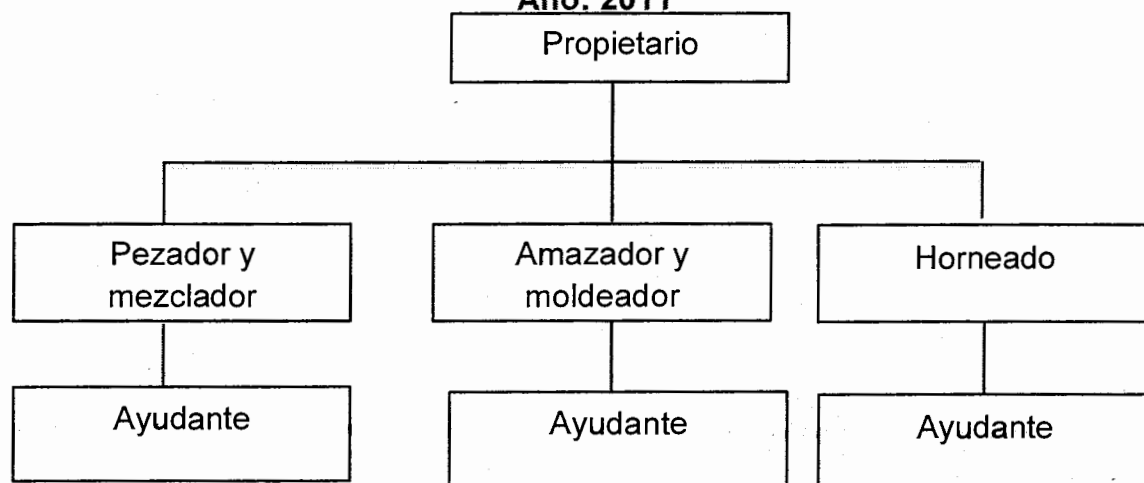 Año: 2011
Propietario
Pezador y
mezclador
Amazador y
moldeador
Horneado
Ayudante
Ayudante
Ayudante